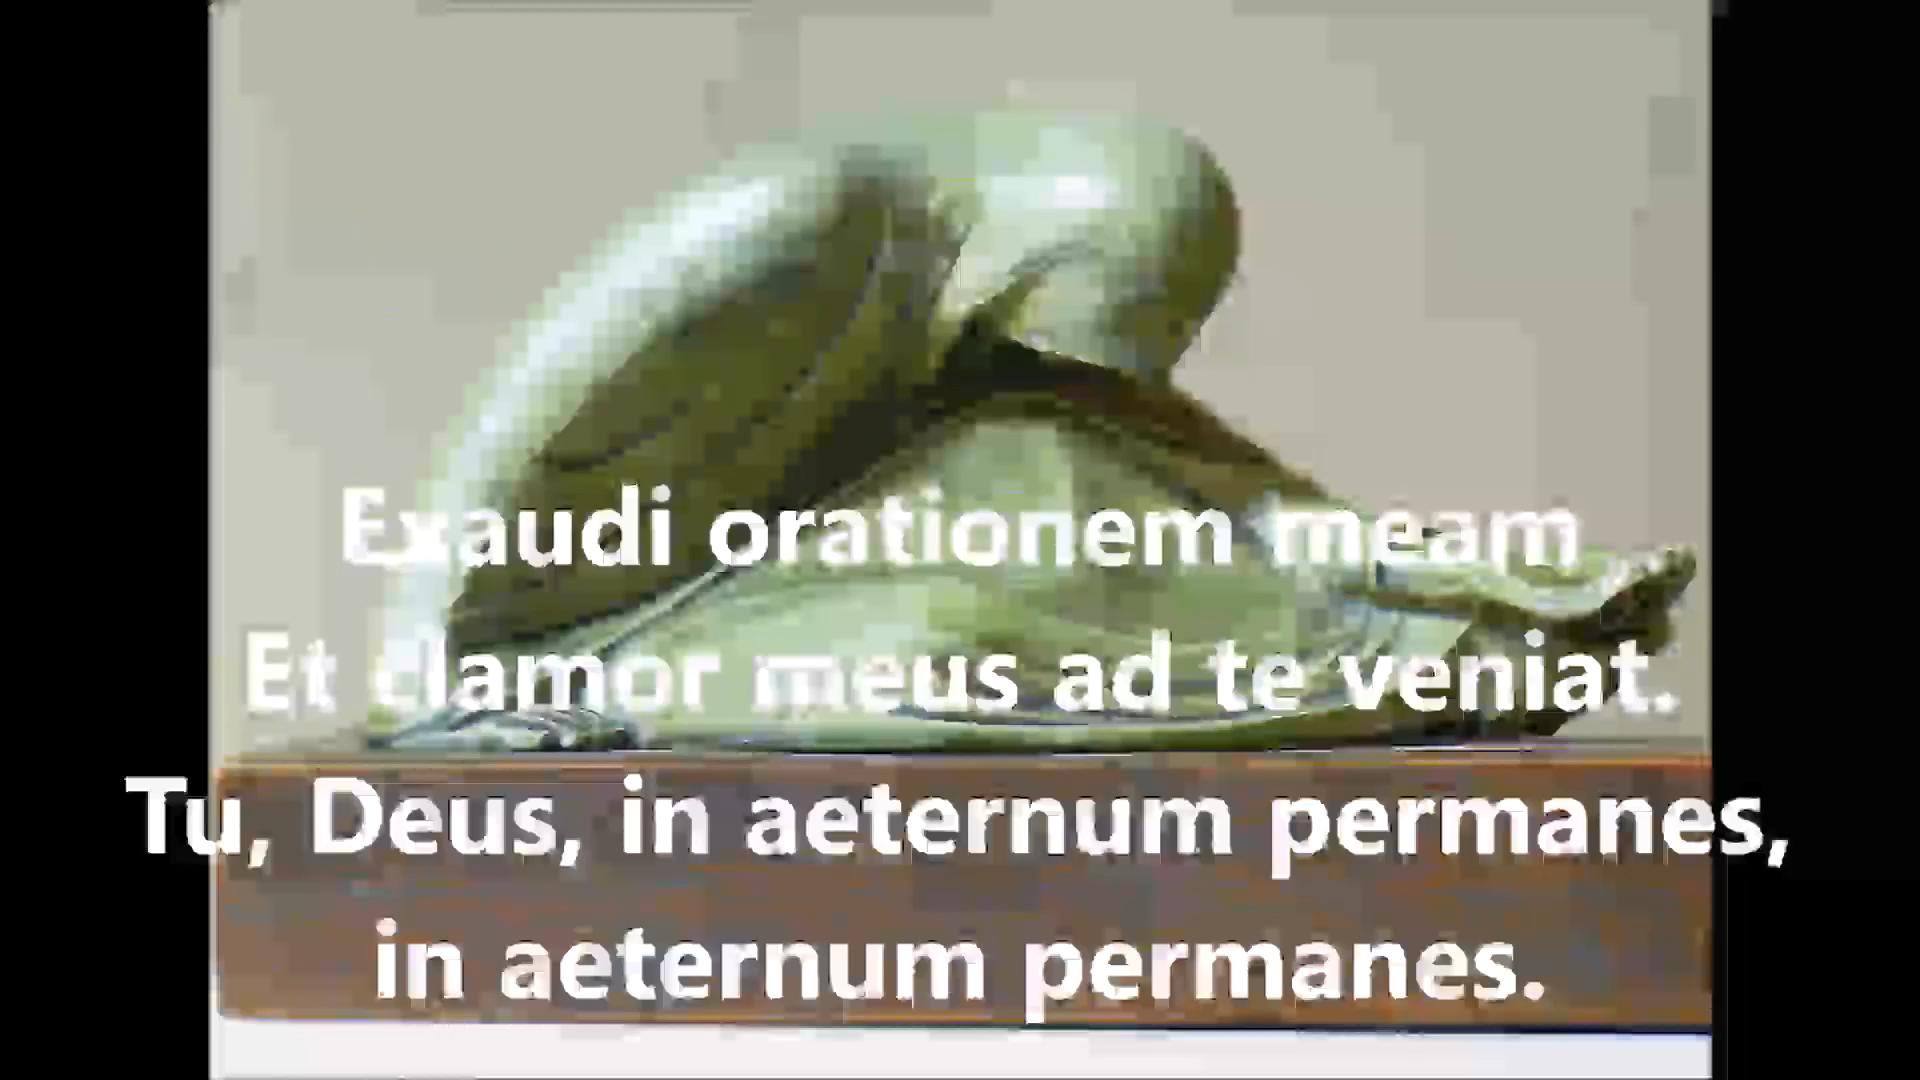 Exaudi orationem meam
Et clamor meus ad te veniat.
Tu, Deus, in aeternum permanes,
in aeternum permanes.